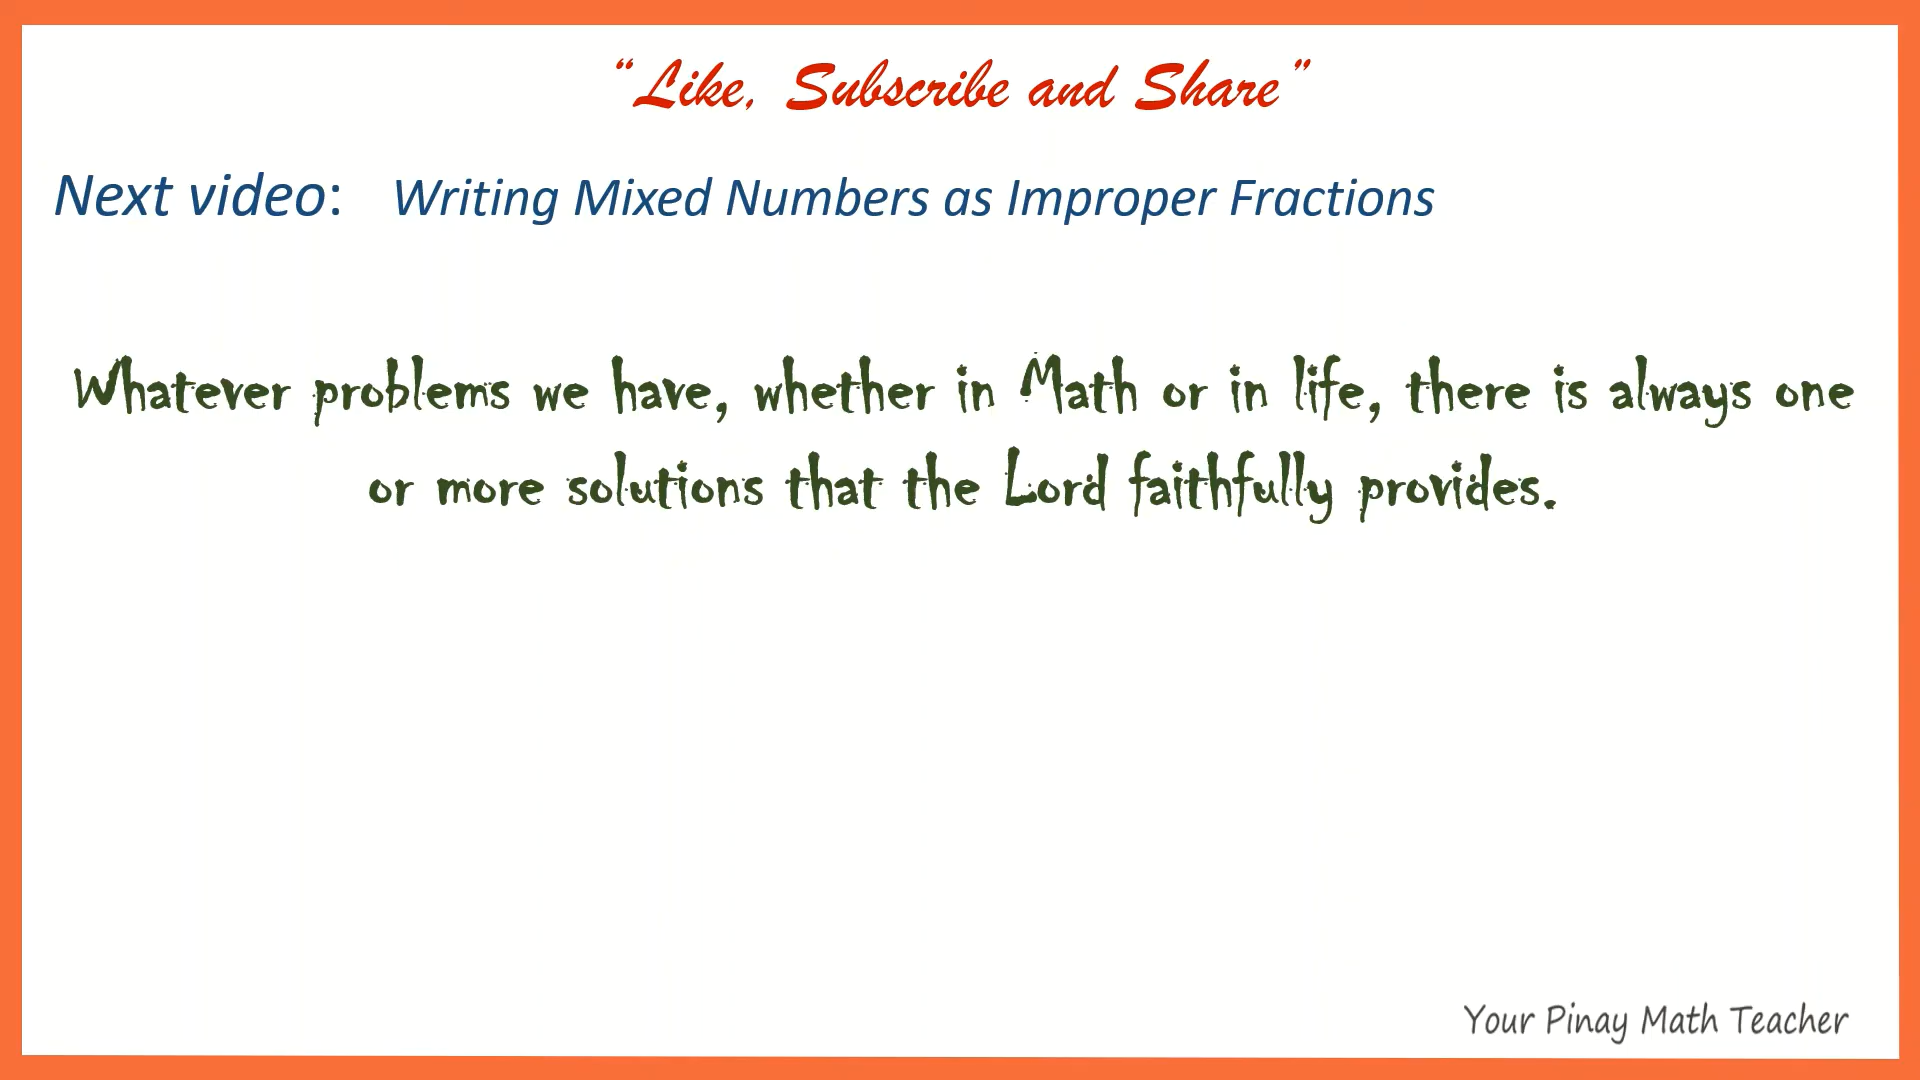 “Like, Subscribe and Share”
Next video: Writing Mixed Numbers as Improper Fractions
Whatever problems we have, whether in Math or in life, there is always one
or more solutions that the Lord faithfully provides.
Your Pinay Math Teacher